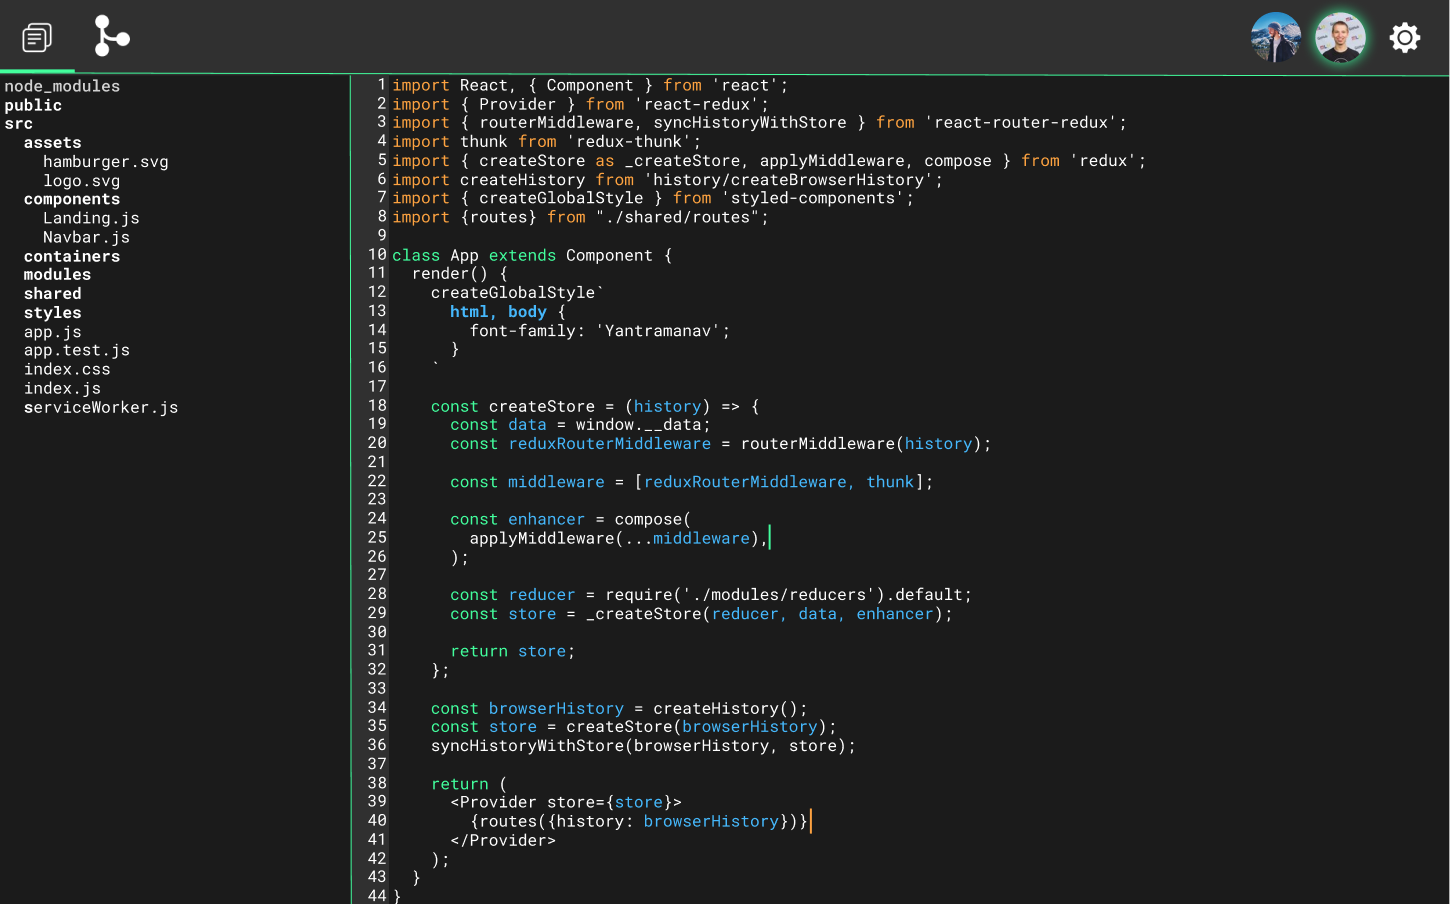 node_modules
public
src
assets
hamburger.svg
logo.svg
components
Landing.js
Navbar.js
containers
modules
shared
styles
app.js
app.test.js
index.css
index.js
serviceWorker.js
1 import React, { Component } from 'react';
2 import { Provider } from 'react-redux';
3 import { routerMiddleware, syncHistoryWithStore } from 'react-router-redux';
4 import thunk from 'redux-thunk';
5 import { createStore as _createStore, applyMiddleware, compose } from 'redux';
6 import createHistory from 'history/createBrowserHistory';
7 import { createGlobalStyle } from 'styled-components';
8 import {routes} from "./shared/routes";
9
10 class App extends Component {
11 render() {
12 createGlobalStyle`
13 html, body {
14 font-family: 'Yantramanav';
15 }
16 `
17
18 const createStore = (history) => {
19 const data = window.__data;
20 const reduxRouterMiddleware = routerMiddleware(history);
21
22 const middleware = [reduxRouterMiddleware, thunk];
23
24 const enhancer = compose(
25 applyMiddleware(...middleware),
26 );
27
28 const reducer = require('./modules/reducers').default;
29 const store = _createStore(reducer, data, enhancer);
30
31 return store;
32 };
33
34 const browserHistory = createHistory();
35 const store = createStore(browserHistory);
36 syncHistoryWithStore(browserHistory, store);
37
38 return (
39 <Provider store={store}>
40 {routes({history: browserHistory})}
41 </Provider>
42 );
43 }
44 }